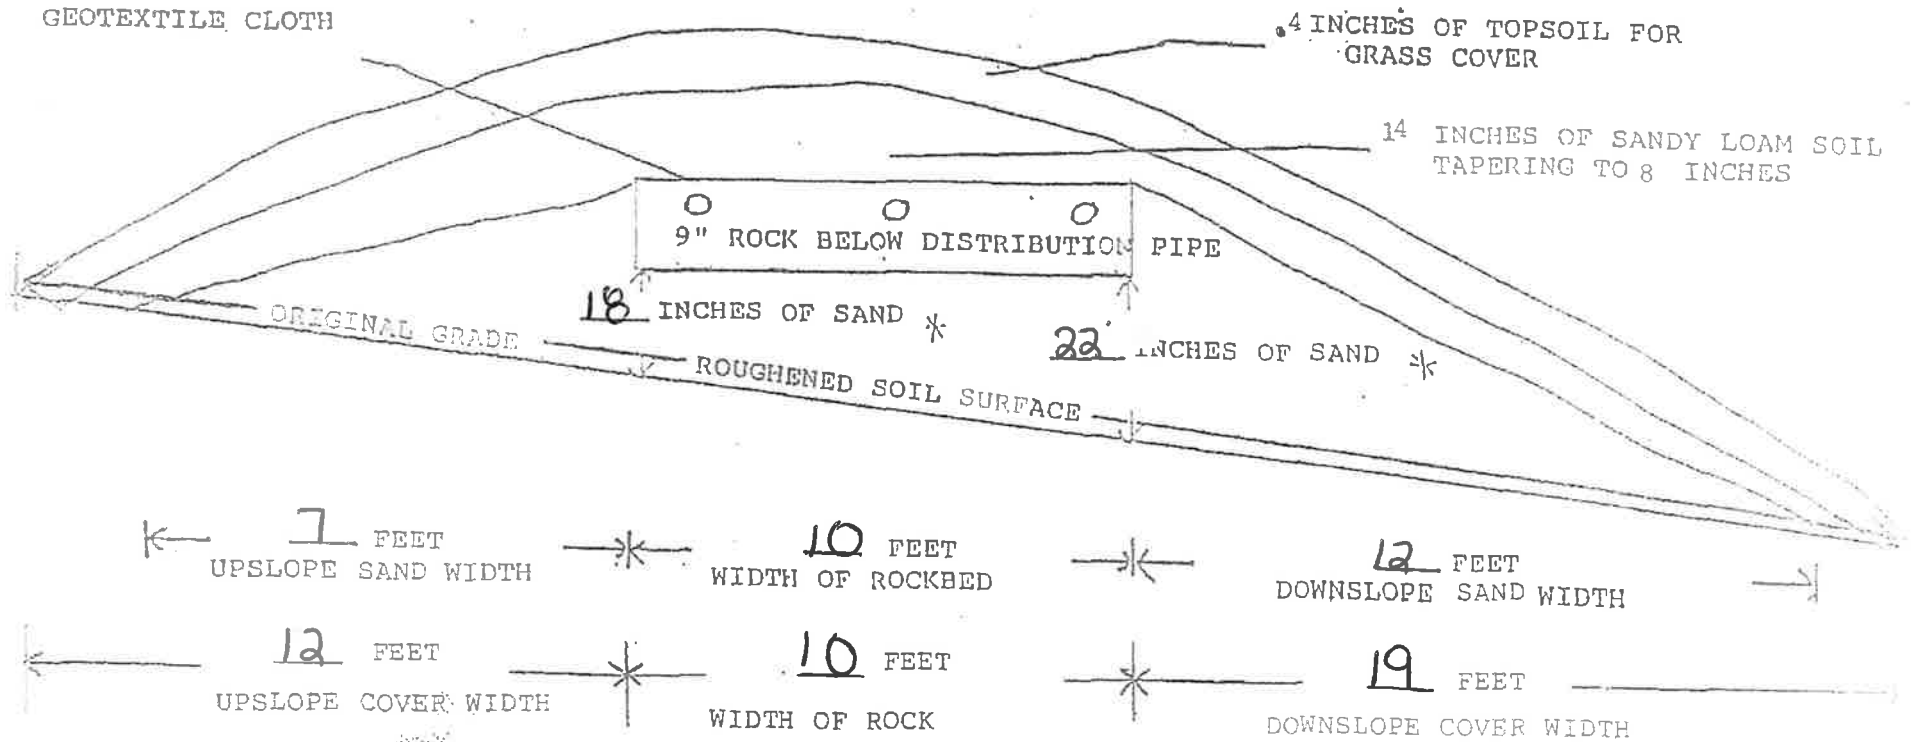 GEOTEXTILE CLOTH
4 INCHES OF TOPSOIL FOR
GRASS COVER
14 INCHES OF SANDY LOAM SOIL
TAPERING TO 8 INCHES
9" ROCK BELOW DISTRIBUTION PIPE
18 INCHES OF SAND *
22 INCHES OF SAND *
ORIGINAL GRADE
ROUGHENED SOIL SURFACE
7 FEET
UPSLOPE SAND WIDTH
10 FEET
WIDTH OF ROCKBED
12 FEET
DOWNSLOPE SAND WIDTH
12 FEET
UPSLOPE COVER WIDTH
10 FEET
WIDTH OF ROCK
19 FEET
DOWNSLOPE COVER WIDTH